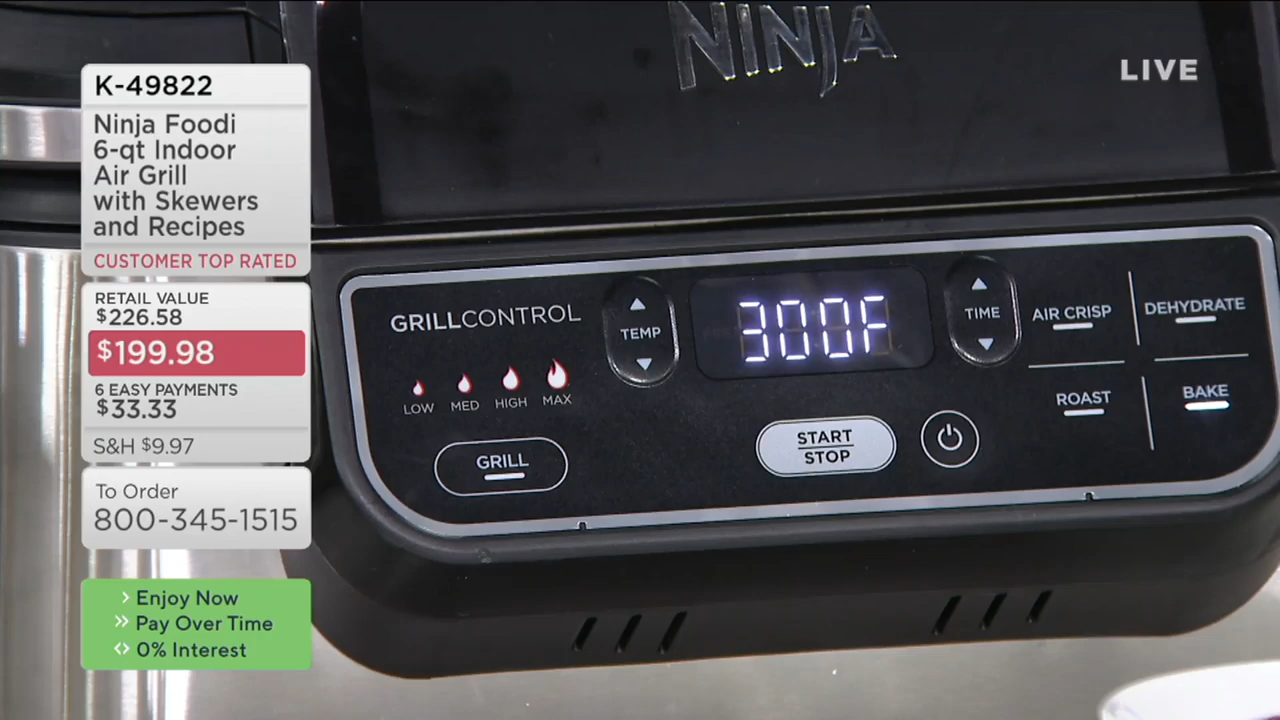 K-49822
Ninja Foodi
6-qt Indoor
Air Grill
with Skewers
and Recipes
CUSTOMER TOP RATED
RETAIL VALUE
$226.58
$199.98
6 EASY PAYMENTS
$33.33
S&H $9.97
To Order
800-345-1515
> Enjoy Now
>> Pay Over Time
<> 0% Interest
NINJA
LIVE
GRILLCONTROL
TEMP
300F
TIME
AIR CRISP
DEHYDRATE
LOW MED HIGH MAX
ROAST
BAKE
GRILL
START
STOP